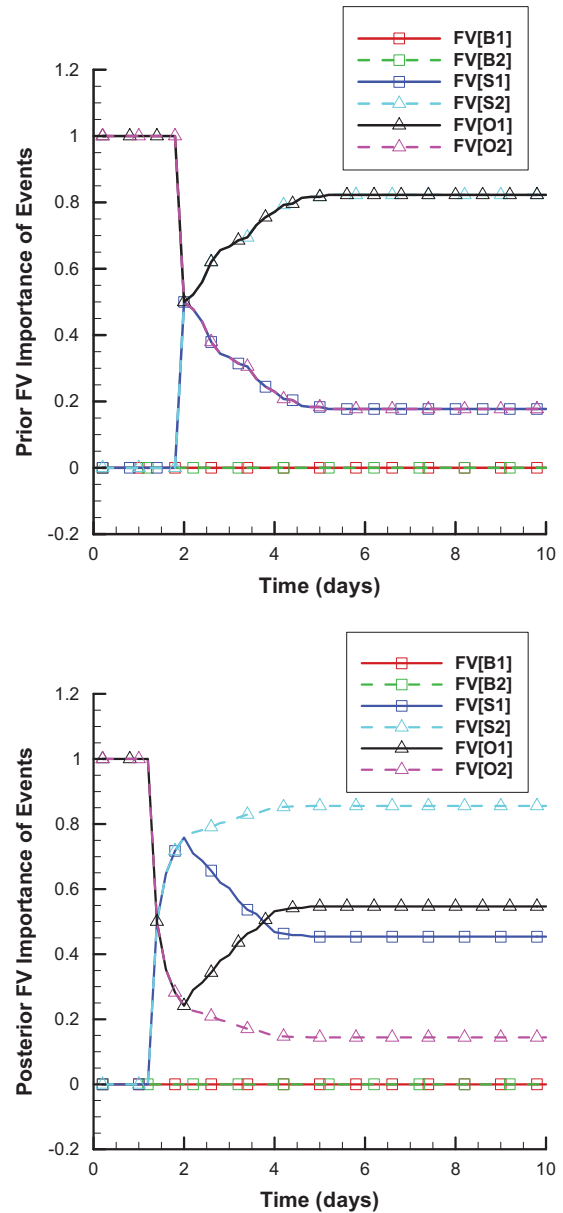 FV[B1]
FV[B2]
FV[S1]
FV[S2]
FV[O1]
FV[O2]
1.2
1
0.8
0.6
0.4
0.2
0
-0.2
Prior FV Importance of Events
0 2 4 6 8 10
Time (days)
FV[B1]
FV[B2]
FV[S1]
FV[S2]
FV[O1]
FV[O2]
1.2
1
0.8
0.6
0.4
0.2
0
-0.2
Posterior FV Importance of Events
0 2 4 6 8 10
Time (days)